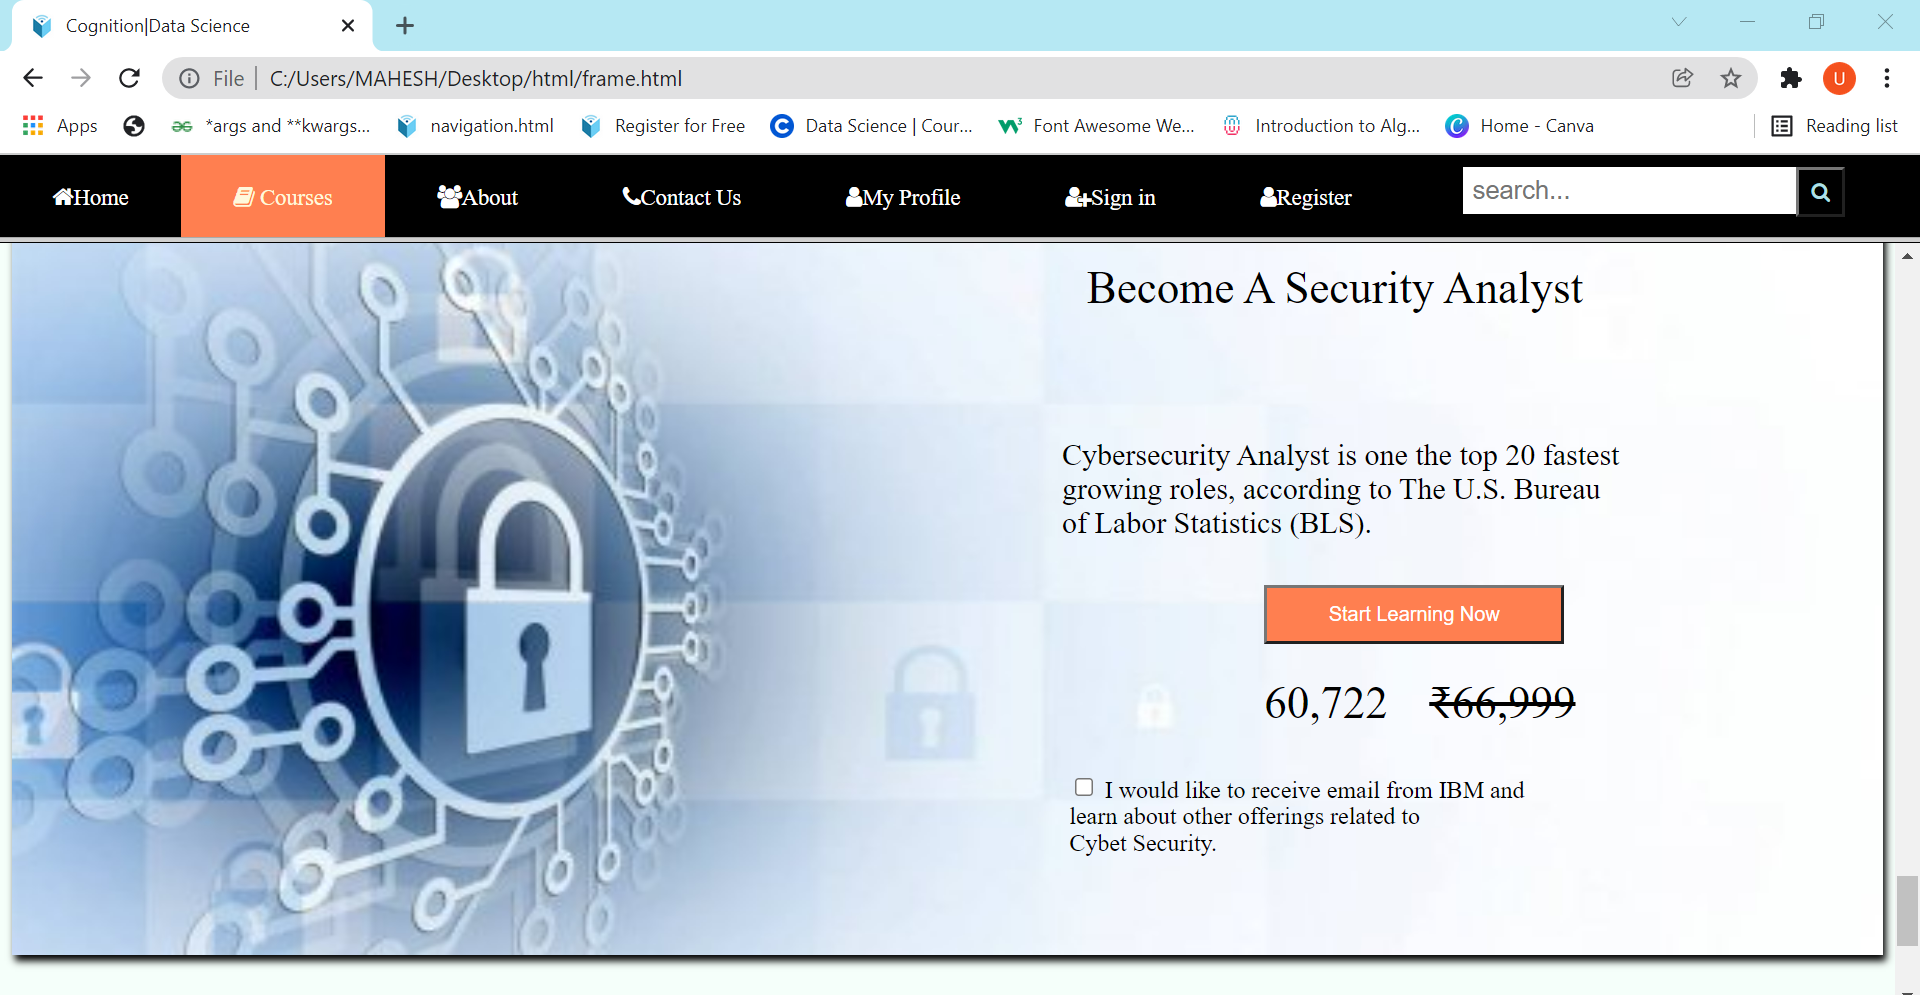 Cognition|Data Science
File | C:/Users/MAHESH/Desktop/html/frame.html
U
Apps *args and **kwargs... navigation.html Register for Free Data Science | Cour... Font Awesome We... Introduction to Alg... Home - Canva Reading list
Home Courses About Contact Us My Profile Sign in Register search...
Become A Security Analyst
Cybersecurity Analyst is one the top 20 fastest
growing roles, according to The U.S. Bureau
of Labor Statistics (BLS).
Start Learning Now
60,722 ₹66,999
I would like to receive email from IBM and
learn about other offerings related to
Cybet Security.